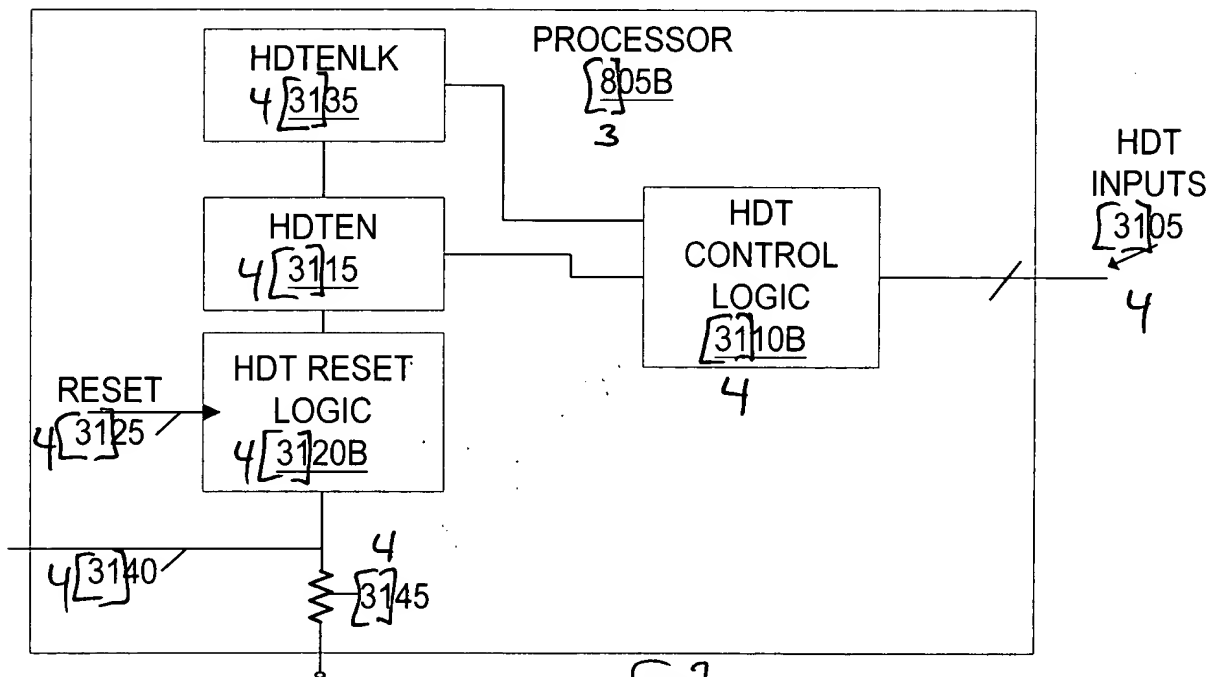 HDTENLK
4 [31]35
PROCESSOR
[8]05B
3
HDT
INPUTS
[31]05
4
HDTEN
4 [31]15
HDT
CONTROL
LOGIC
[31]10B
4
RESET
4 [31]25
HDT RESET
LOGIC
4 [31]20B
4 [31]40
4
[31]45